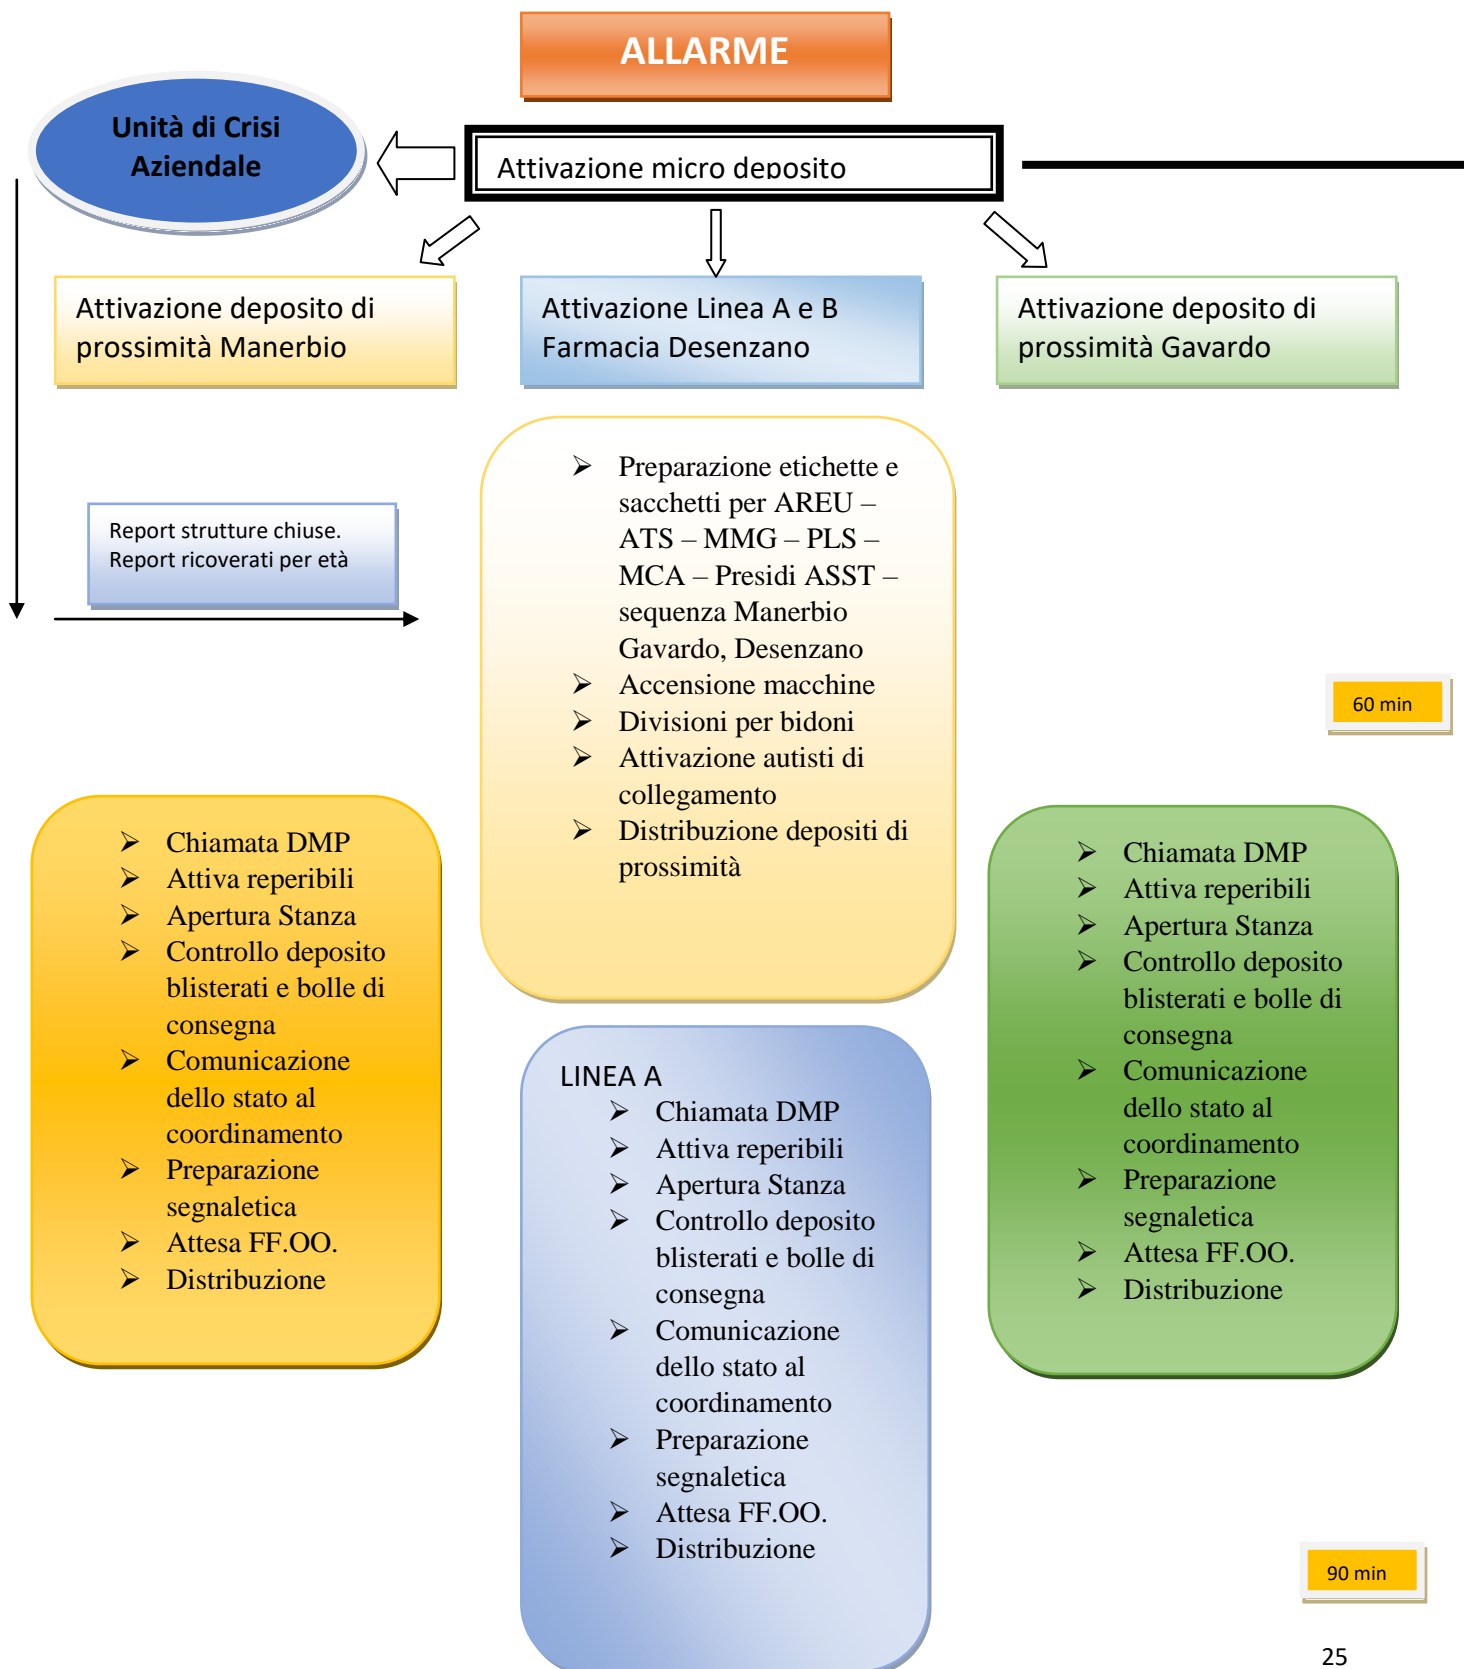 ALLARME
Unità di Crisi
Aziendale
Attivazione micro deposito
Attivazione deposito di
prossimità Manerbio
Attivazione Linea A e B
Farmacia Desenzano
Attivazione deposito di
prossimità Gavardo
Report strutture chiuse.
Report ricoverati per età
➢ Preparazione etichette e
sacchetti per AREU –
ATS – MMG – PLS –
MCA – Presidi ASST –
sequenza Manerbio
Gavardo, Desenzano
➢ Accensione macchine
➢ Divisioni per bidoni
➢ Attivazione autisti di
collegamento
➢ Distribuzione depositi di
prossimità
60 min
➢ Chiamata DMP
➢ Attiva reperibili
➢ Apertura Stanza
➢ Controllo deposito
blisterati e bolle di
consegna
➢ Comunicazione
dello stato al
coordinamento
➢ Preparazione
segnaletica
➢ Attesa FF.OO.
➢ Distribuzione
LINEA A
➢ Chiamata DMP
➢ Attiva reperibili
➢ Apertura Stanza
➢ Controllo deposito
blisterati e bolle di
consegna
➢ Comunicazione
dello stato al
coordinamento
➢ Preparazione
segnaletica
➢ Attesa FF.OO.
➢ Distribuzione
➢ Chiamata DMP
➢ Attiva reperibili
➢ Apertura Stanza
➢ Controllo deposito
blisterati e bolle di
consegna
➢ Comunicazione
dello stato al
coordinamento
➢ Preparazione
segnaletica
➢ Attesa FF.OO.
➢ Distribuzione
90 min
25